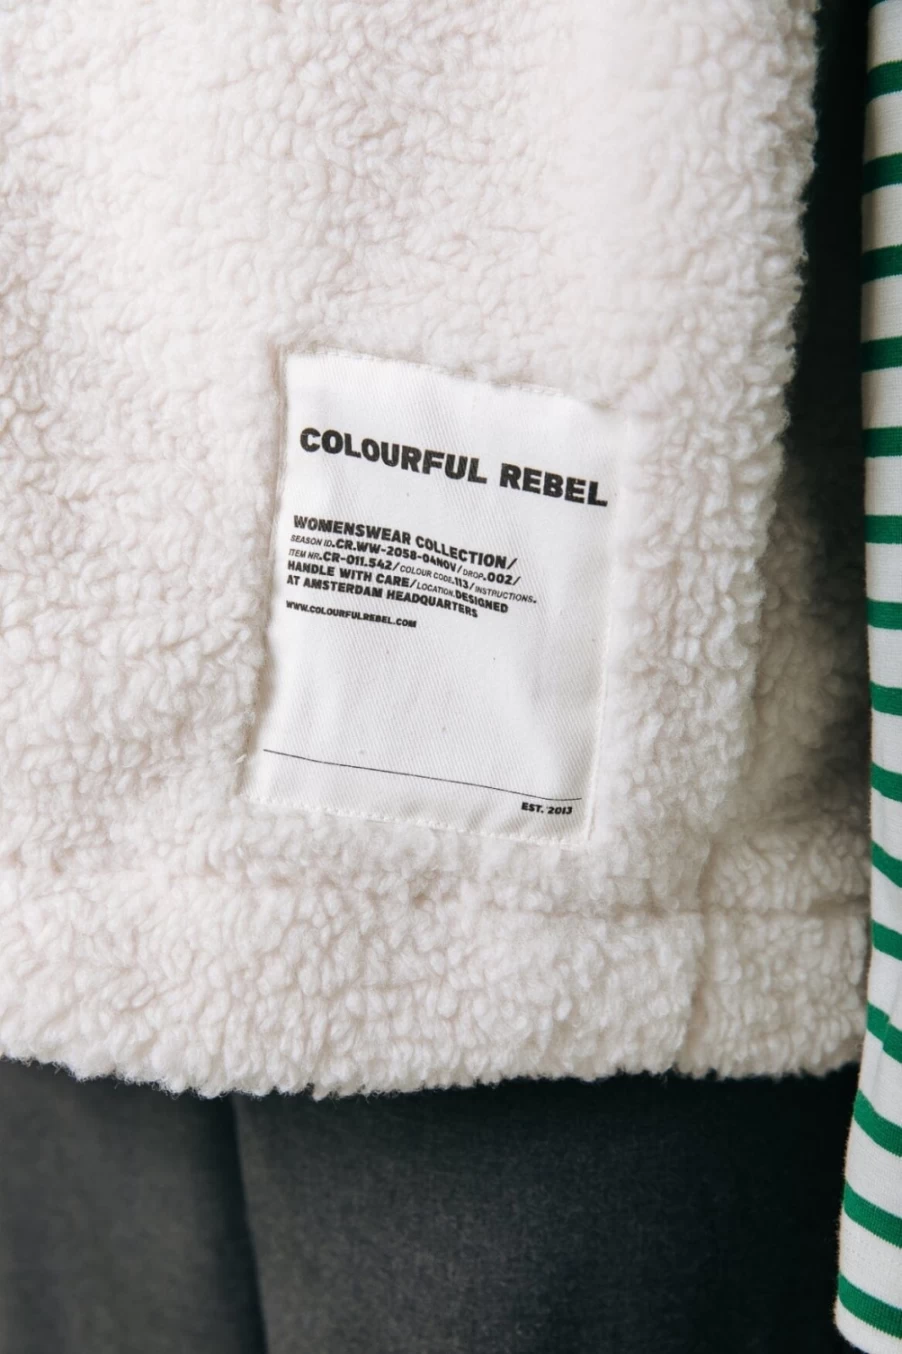 COLOURFUL REBEL
WOMENSWEAR COLLECTION/
SEASON ID.CR.WW-2058-04NOV/DROP.002/
ITEM NR.CR-011.542/COLOUR CODE.113/INSTRUCTIONS.
HANDLE WITH CARE/LOCATION.DESIGNED
AT AMSTERDAM HEADQUARTERS
WWW.COLOURFULREBEL.COM
EST. 2013